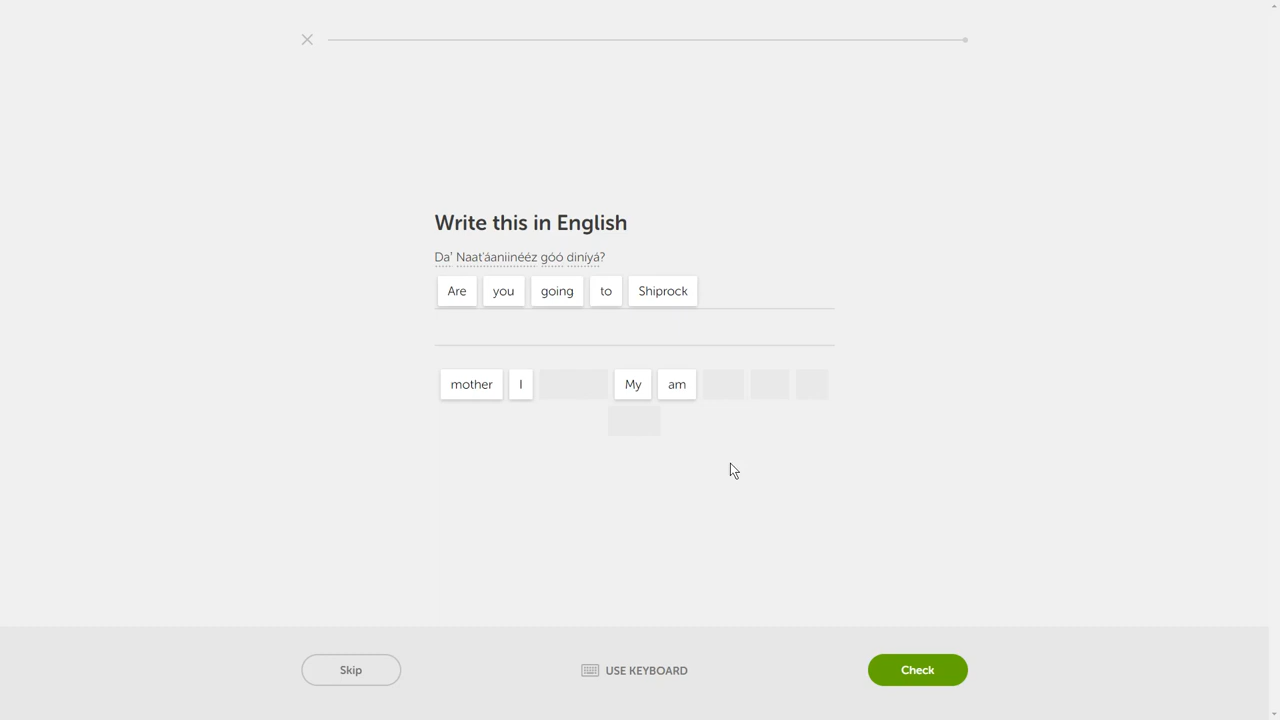 Write this in English
Da' Naat'áaniinééz góó díníyá?
Are you going to Shiprock
mother I My am
Skip USE KEYBOARD Check